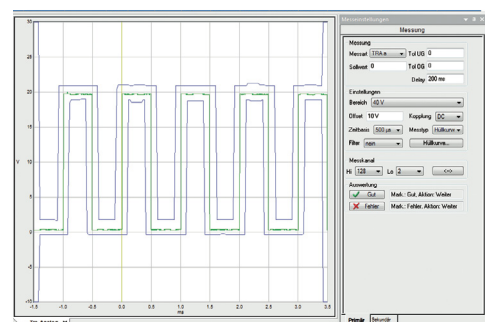 Messeinstellungen
Messung
Messung
Messart TRA a Tol UG 0
Sollwert 0 Tol OG 0
Delay 200 ms
Einstellungen
Bereich 40 V
Offset 10 V Kopplung DC
Zeitbasis 500 µs Messtyp Hüllkurv
Filter nein Hüllkurve...
Messkanal
Hi 128 Lo 2 <->
Auswertung
Gut Mark.: Gut, Aktion: Weiter
Fehler Mark.: Fehler, Aktion: Weiter
Primär Sekundär
30
25
20
V 15
10
5
0
-5
-10
-1.5 -1.0 -0.5 0.0 0.5 1.0 1.5 2.0 2.5 3.0 3.5
ms